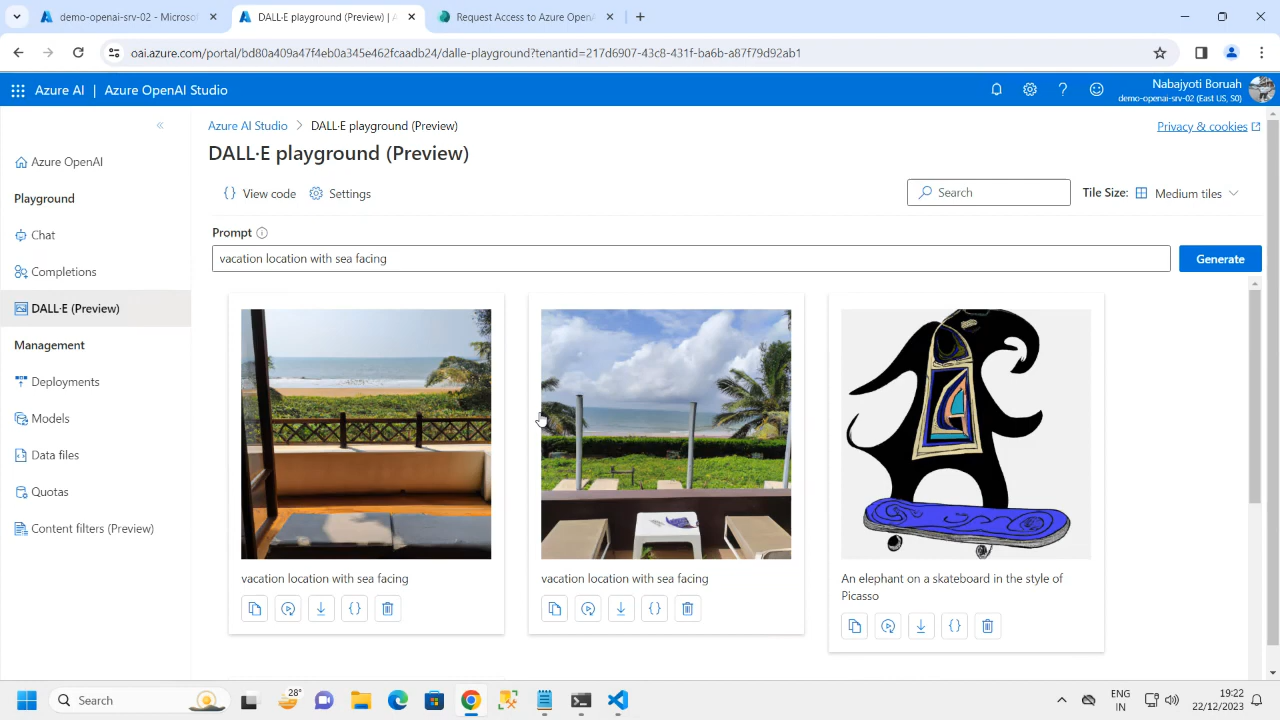 demo-openai-srv-02 - Microsof
DALL·E playground (Preview) | A
Request Access to Azure OpenA
oai.azure.com/portal/bd80a409a47f4eb0a345e462fcaadb24/dalle-playground?tenantid=217d6907-43c8-431f-ba6b-a87f79d92ab1
Azure AI | Azure OpenAI Studio
Nabajyoti Boruah
demo-openai-srv-02 (East US, S0)
Azure AI Studio > DALL·E playground (Preview)
Privacy & cookies
DALL·E playground (Preview)
View code
Settings
Search
Tile Size:
Medium tiles
Azure OpenAI
Playground
Chat
Completions
DALL·E (Preview)
Management
Deployments
Models
Data files
Quotas
Content filters (Preview)
Prompt
vacation location with sea facing
Generate
vacation location with sea facing
vacation location with sea facing
An elephant on a skateboard in the style of
Picasso
Search
28°
ENG
IN
19:22
22/12/2023